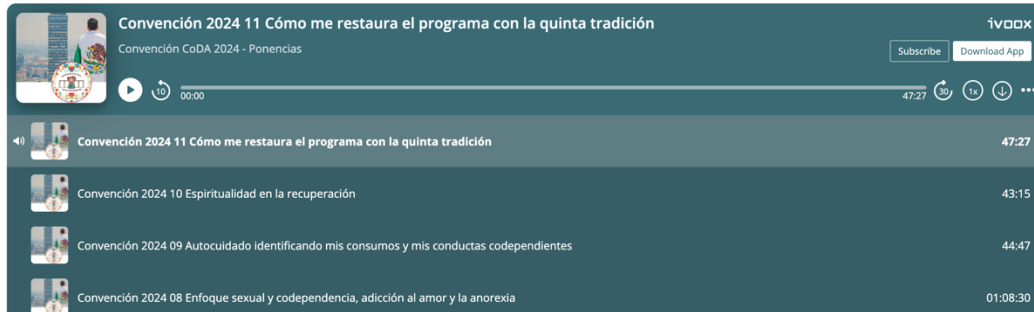 Convención 2024 11 Cómo me restaura el programa con la quinta tradición
ivoox
Convención CoDA 2024 - Ponencias
Subscribe
Download App
10
00:00
47:27
30
1x
Convención 2024 11 Cómo me restaura el programa con la quinta tradición
47:27
Convención 2024 10 Espiritualidad en la recuperación
43:15
Convención 2024 09 Autocuidado identificando mis consumos y mis conductas codependientes
44:47
Convención 2024 08 Enfoque sexual y codependencia, adicción al amor y la anorexia
01:08:30